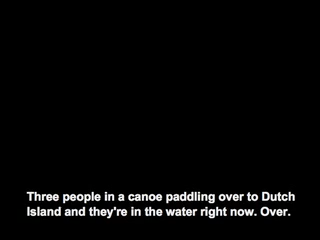 Three people in a canoe paddling over to Dutch
Island and they're in the water right now. Over.